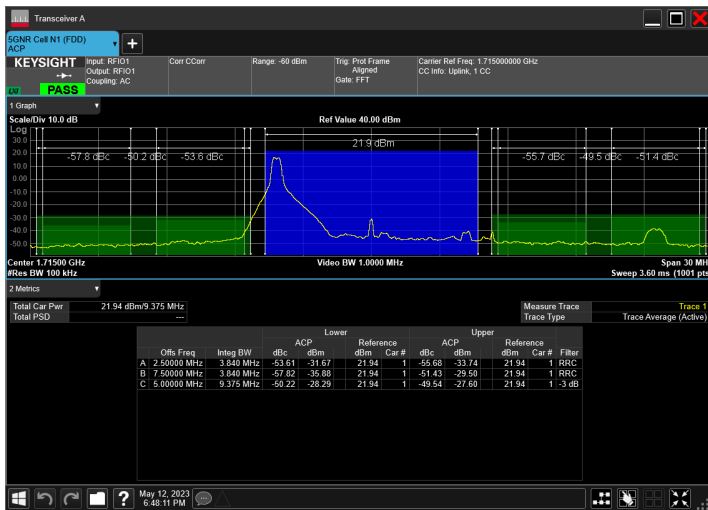 Transceiver A
5GNR Cell N1 (FDD)
ACP
KEYSIGHT
LXI
PASS
Input: RFIO1
Output: RFIO1
Coupling: AC
Corr CCorr
Range: -60 dBm
Trig: Prot Frame
Aligned
Gate: FFT
Carrier Ref Freq: 1.715000000 GHz
CC Info: Uplink, 1 CC
1 Graph
Scale/Div 10.0 dB
Ref Value 40.00 dBm
Log
30.0
20.0
10.0
0.00
-10.0
-20.0
-30.0
-40.0
-50.0
-57.8 dBc
-50.2 dBc
-53.6 dBc
21.9 dBm
-55.7 dBc
-49.5 dBc
-51.4 dBc
Center 1.71500 GHz
#Res BW 100 kHz
Video BW 1.0000 MHz
Span 30 MH
Sweep 3.60 ms (1001 pts
2 Metrics
Total Car Pwr 21.94 dBm/9.375 MHz
Total PSD ---
Measure Trace Trace 1
Trace Type Trace Average (Active)
Lower Upper
ACP Reference ACP Reference
Offs Freq Integ BW dBc dBm dBm Car # dBc dBm dBm Car # Filter
A 2.50000 MHz 3.840 MHz -53.61 -31.67 21.94 1 -55.68 -33.74 21.94 1 RRC
B 7.50000 MHz 3.840 MHz -57.82 -35.88 21.94 1 -51.43 -29.50 21.94 1 RRC
C 5.00000 MHz 9.375 MHz -50.22 -28.29 21.94 1 -49.54 -27.60 21.94 1 -3 dB
May 12, 2023
6:48:11 PM